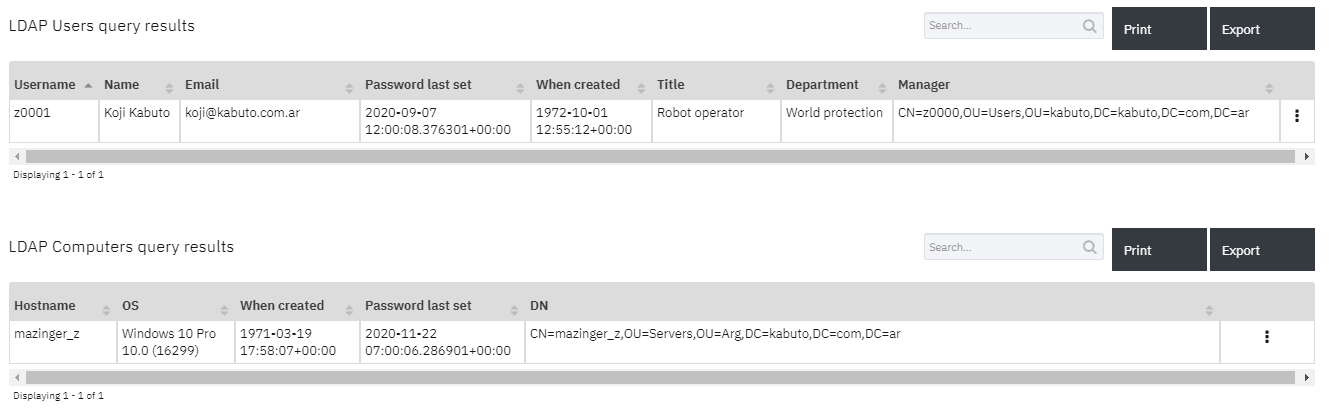 LDAP Users query results
Search...
Print
Export
Username Name Email Password last set When created Title Department Manager
z0001 Koji Kabuto koji@kabuto.com.ar 2020-09-07 1972-10-01 Robot operator World protection CN=z0000,OU=Users,OU=kabuto,DC=kabuto,DC=com,DC=ar
12:00:08.376301+00:00 12:55:12+00:00
Displaying 1 - 1 of 1
LDAP Computers query results
Search...
Print
Export
Hostname OS When created Password last set DN
mazinger_z Windows 10 Pro 1971-03-19 2020-11-22 CN=mazinger_z,OU=Servers,OU=Arg,DC=kabuto,DC=com,DC=ar
10.0 (16299) 17:58:07+00:00 07:00:06.286901+00:00
Displaying 1 - 1 of 1